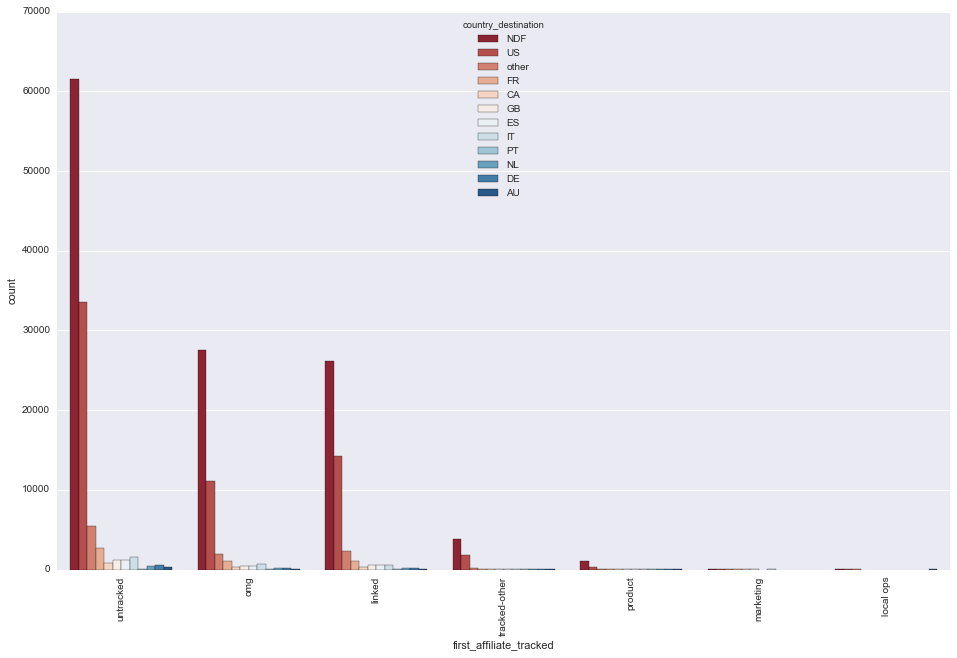 70000
60000
50000
40000
30000
20000
10000
0
count
country_destination
NDF
US
other
FR
CA
GB
ES
IT
PT
NL
DE
AU
untracked
omg
linked
tracked-other
product
marketing
local ops
first_affiliate_tracked